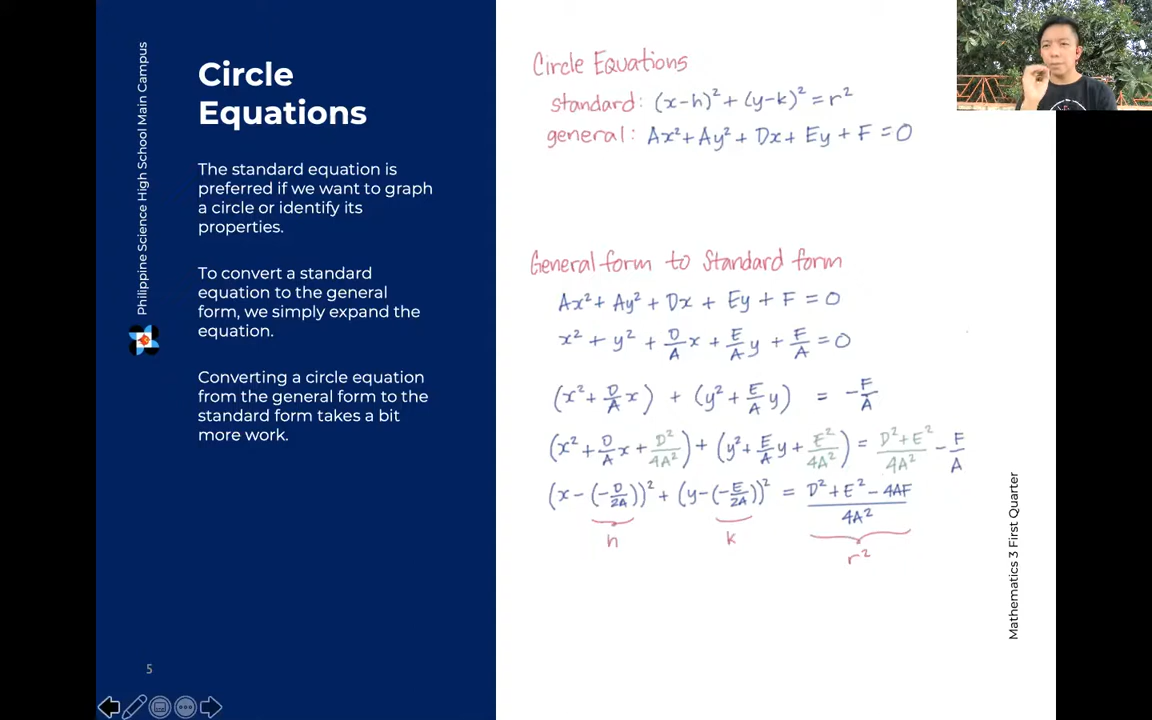 Circle
Equations
The standard equation is
preferred if we want to graph
a circle or identify its
properties.
To convert a standard
equation to the general
form, we simply expand the
equation.
Converting a circle equation
from the general form to the
standard form takes a bit
more work.
Philippine Science High School Main Campus
5
Circle Equations
standard: (x-h)² + (y-k)² = r²
general: Ax² + Ay² + Dx + Ey + F = 0
General form to Standard form
Ax² + Ay² + Dx + Ey + F = 0
x² + y² + D/A x + E/A y + F/A = 0
(x² + D/A x) + (y² + E/A y) = -F/A
(x² + D/A x + D²/4A²) + (y² + E/A y + E²/4A²) = D²+E²/4A² - F/A
(x - (-D/2A))² + (y - (-E/2A))² = D² + E² - 4AF/4A²
h k r²
Mathematics 3 First Quarter